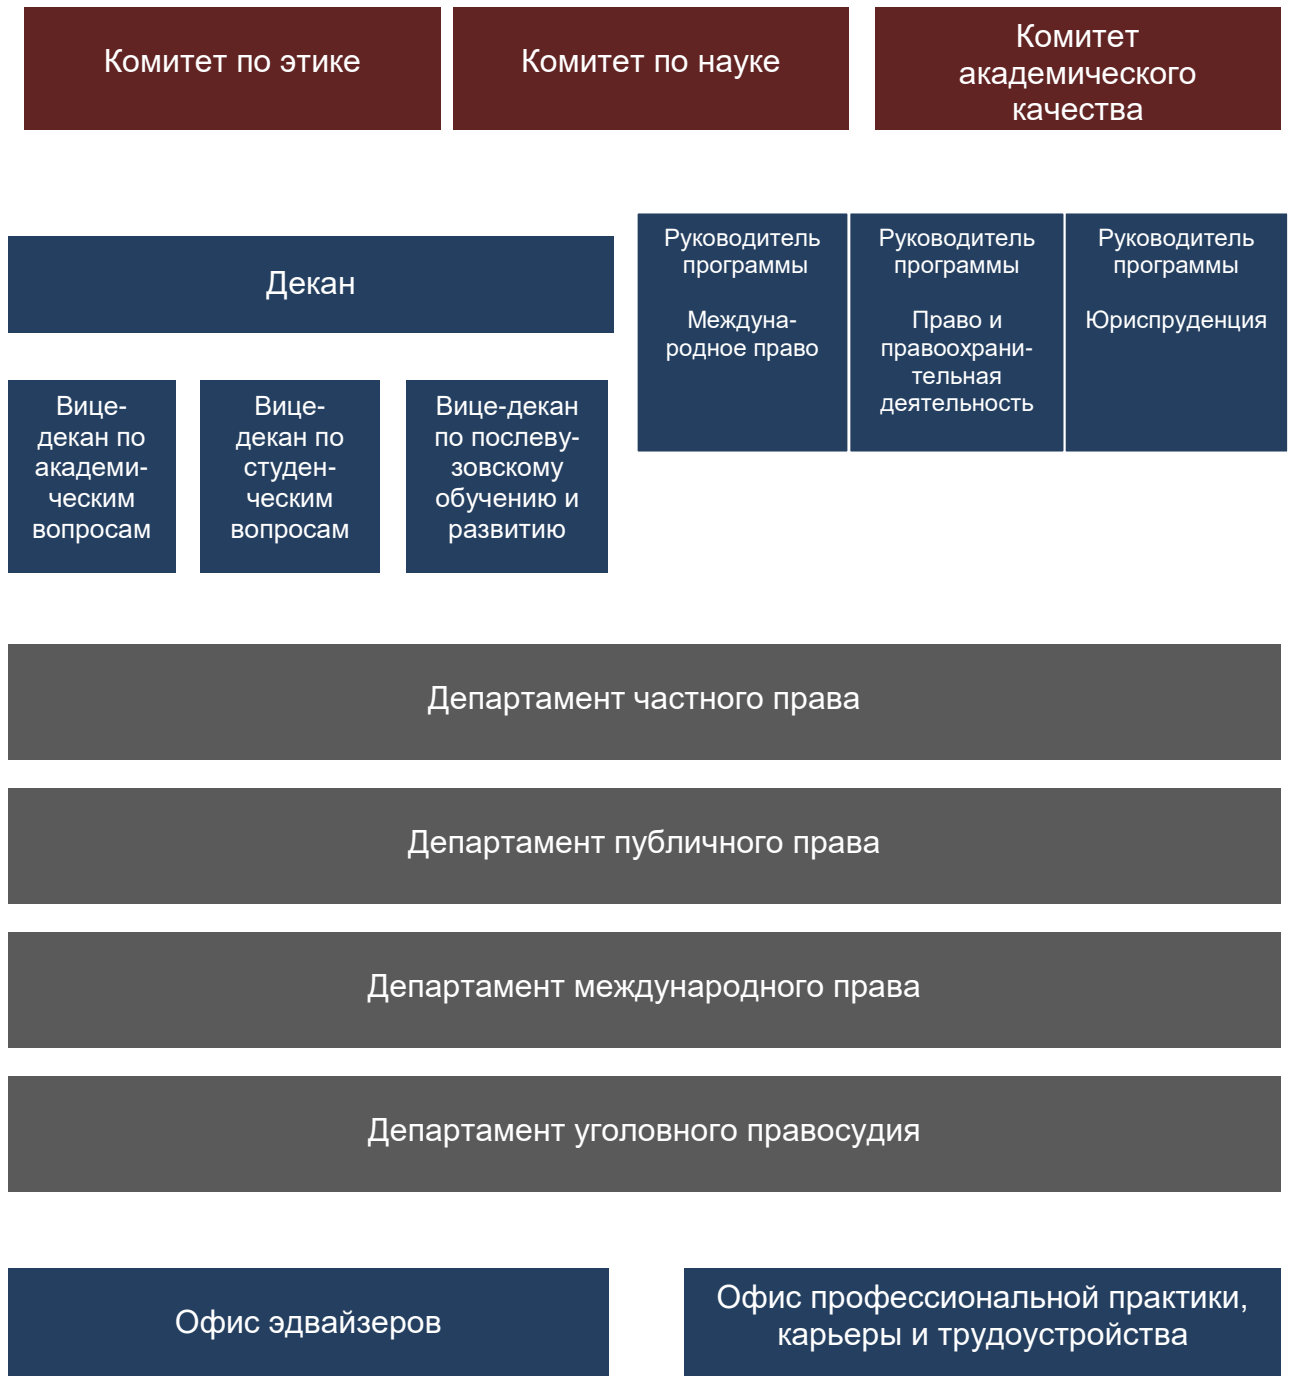 Комитет по этике
Комитет по науке
Комитет
академического
качества
Декан
Руководитель
программы
Междуна-
родное право
Руководитель
программы
Право и
правоохрани-
тельная
деятельность
Руководитель
программы
Юриспруденция
Вице-
декан по
академи-
ческим
вопросам
Вице-
декан по
студен-
ческим
вопросам
Вице-декан
по послеву-
зовскому
обучению и
развитию
Департамент частного права
Департамент публичного права
Департамент международного права
Департамент уголовного правосудия
Офис эдвайзеров
Офис профессиональной практики,
карьеры и трудоустройства